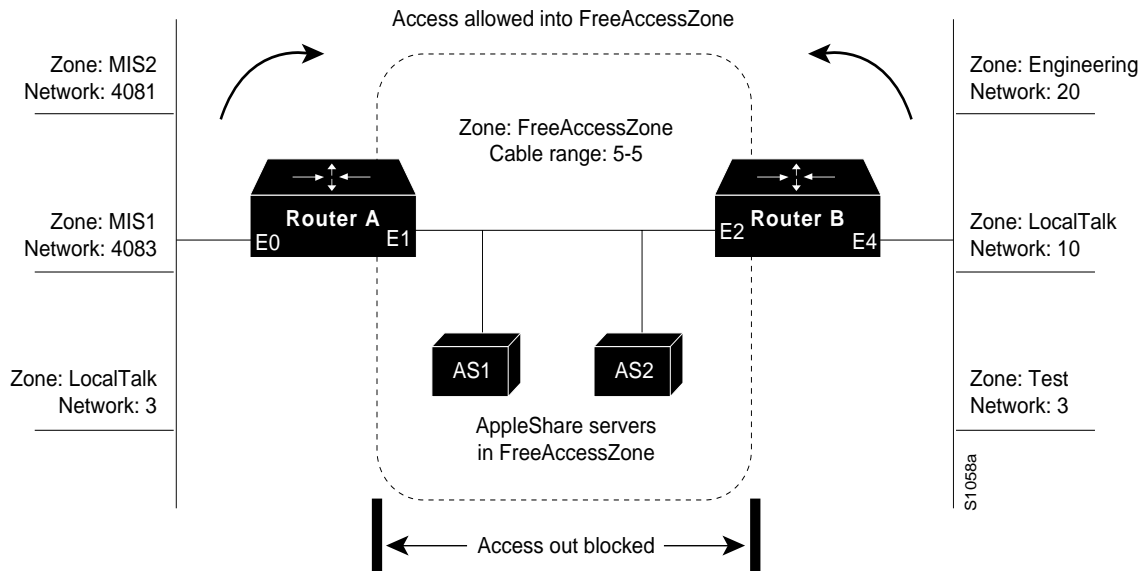 Access allowed into FreeAccessZone
Zone: MIS2
Network: 4081
Zone: Engineering
Network: 20
Zone: FreeAccessZone
Cable range: 5-5
Zone: MIS1
Network: 4083
Router A
E0
E1
E2
Router B
E4
Zone: LocalTalk
Network: 10
AS1
AS2
Zone: LocalTalk
Network: 3
Zone: Test
Network: 3
AppleShare servers
in FreeAccessZone
S1058a
Access out blocked